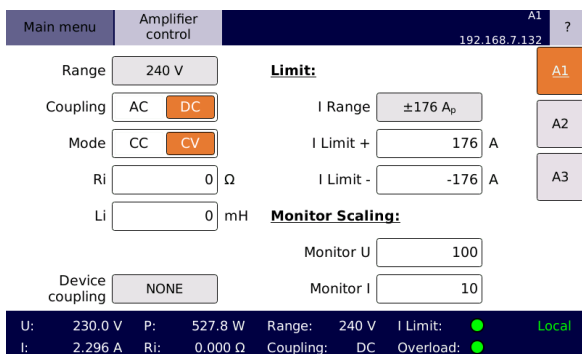 Main menu Amplifier control A1 ?
192.168.7.132
Range 240 V Limit: A1
Coupling AC DC I Range ±176 Aₚ
A2
Mode CC CV I Limit + 176 A
Ri 0 Ω I Limit - -176 A A3
Li 0 mH Monitor Scaling:
Monitor U 100
Device coupling NONE Monitor I 10
U: 230.0 V P: 527.8 W Range: 240 V I Limit: Local
I: 2.296 A Ri: 0.000 Ω Coupling: DC Overload: